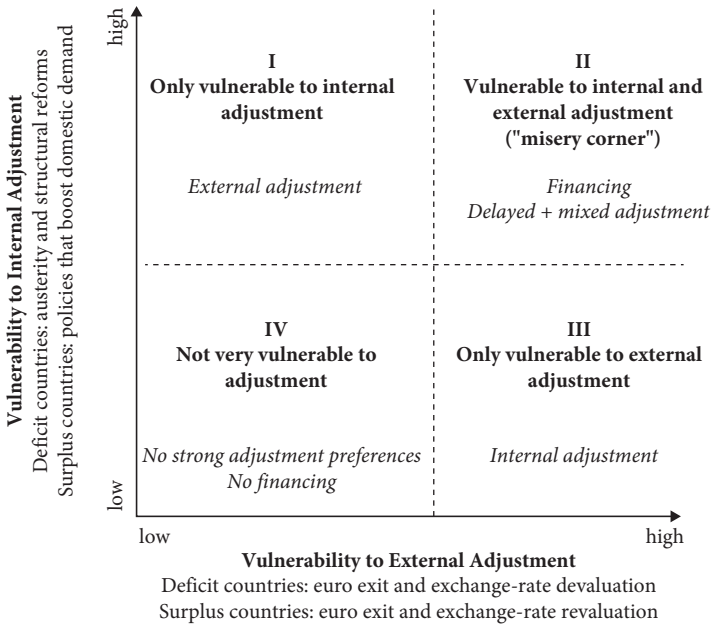 Vulnerability to Internal Adjustment
Deficit countries: austerity and structural reforms
Surplus countries: policies that boost domestic demand
high
I
Only vulnerable to internal
adjustment
External adjustment
II
Vulnerable to internal and
external adjustment
("misery corner")
Financing
Delayed + mixed adjustment
IV
Not very vulnerable to
adjustment
No strong adjustment preferences
No financing
III
Only vulnerable to external
adjustment
Internal adjustment
low
low
high
Vulnerability to External Adjustment
Deficit countries: euro exit and exchange-rate devaluation
Surplus countries: euro exit and exchange-rate revaluation